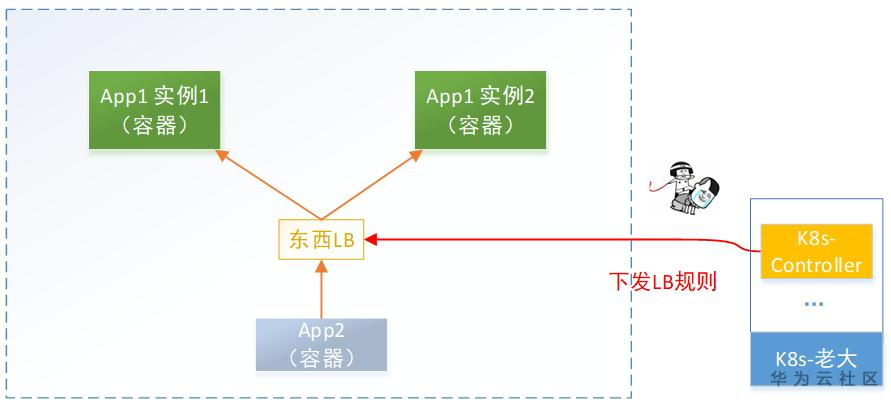 App1 实例1
（容器）
App1 实例2
（容器）
东西LB
App2
（容器）
下发LB规则
K8s-
Controller
...
K8s-老大
华为云社区